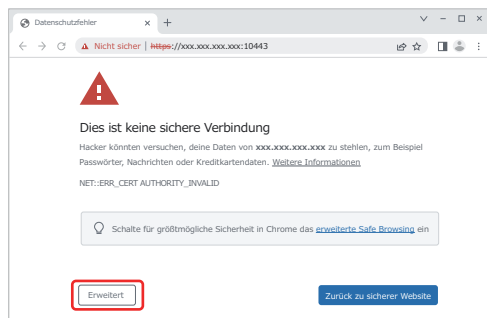 Datenschutzfehler
Nicht sicher | https://xxx.xxx.xxx.xxx:10443
Dies ist keine sichere Verbindung
Hacker könnten versuchen, deine Daten von xxx.xxx.xxx.xxx zu stehlen, zum Beispiel
Passwörter, Nachrichten oder Kreditkartendaten. Weitere Informationen
NET::ERR_CERT AUTHORITY_INVALID
Schalte für größtmögliche Sicherheit in Chrome das erweiterte Safe Browsing ein
Erweitert
Zurück zu sicherer Website